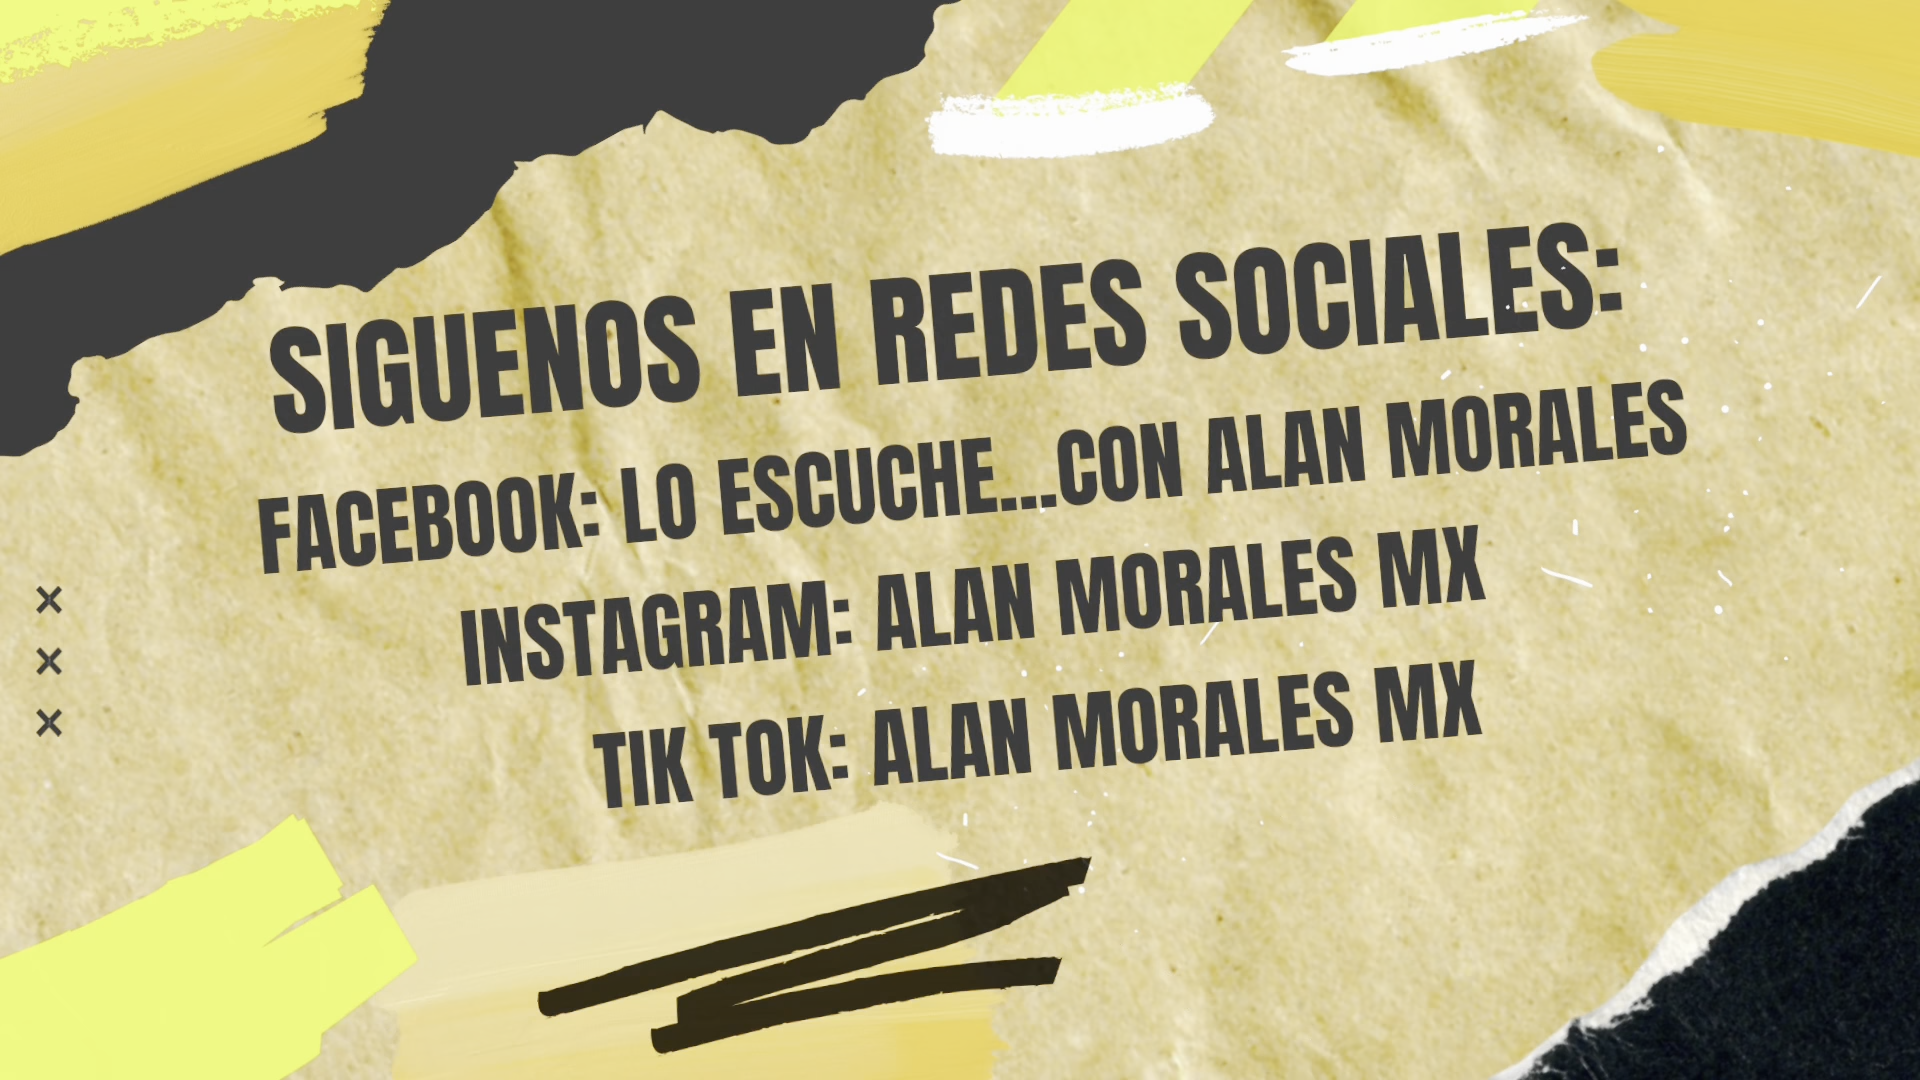 SIGUENOS EN REDES SOCIALES:
FACEBOOK: LO ESCUCHE...CON ALAN MORALES
INSTAGRAM: ALAN MORALES MX
TIK TOK: ALAN MORALES MX